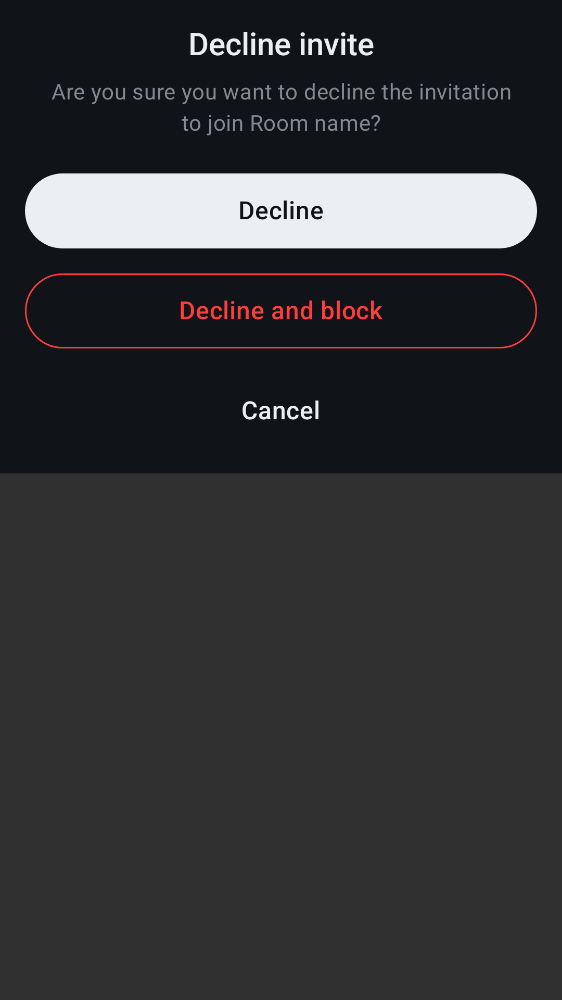 Decline invite
Are you sure you want to decline the invitation
to join Room name?
Decline
Decline and block
Cancel